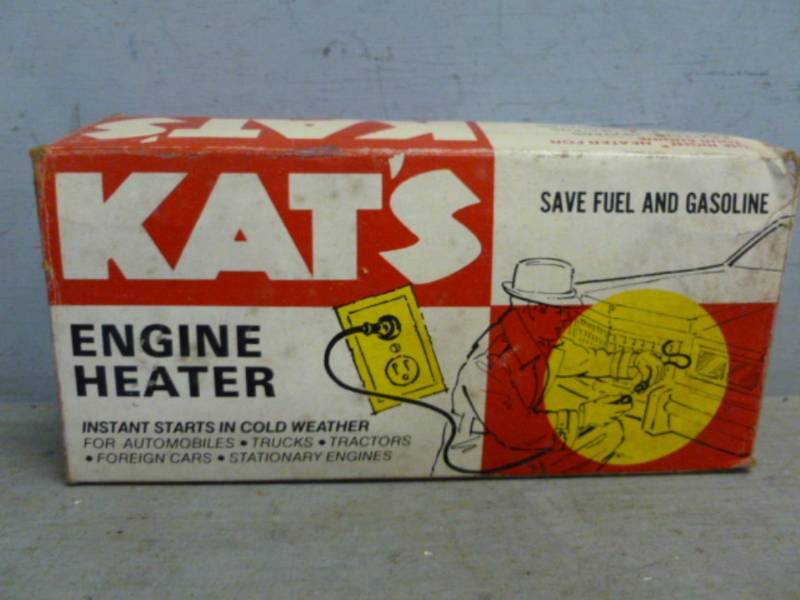 KAT'S
KAT'S
SAVE FUEL AND GASOLINE
ENGINE
HEATER
INSTANT STARTS IN COLD WEATHER
FOR AUTOMOBILES • TRUCKS • TRACTORS
• FOREIGN CARS • STATIONARY ENGINES